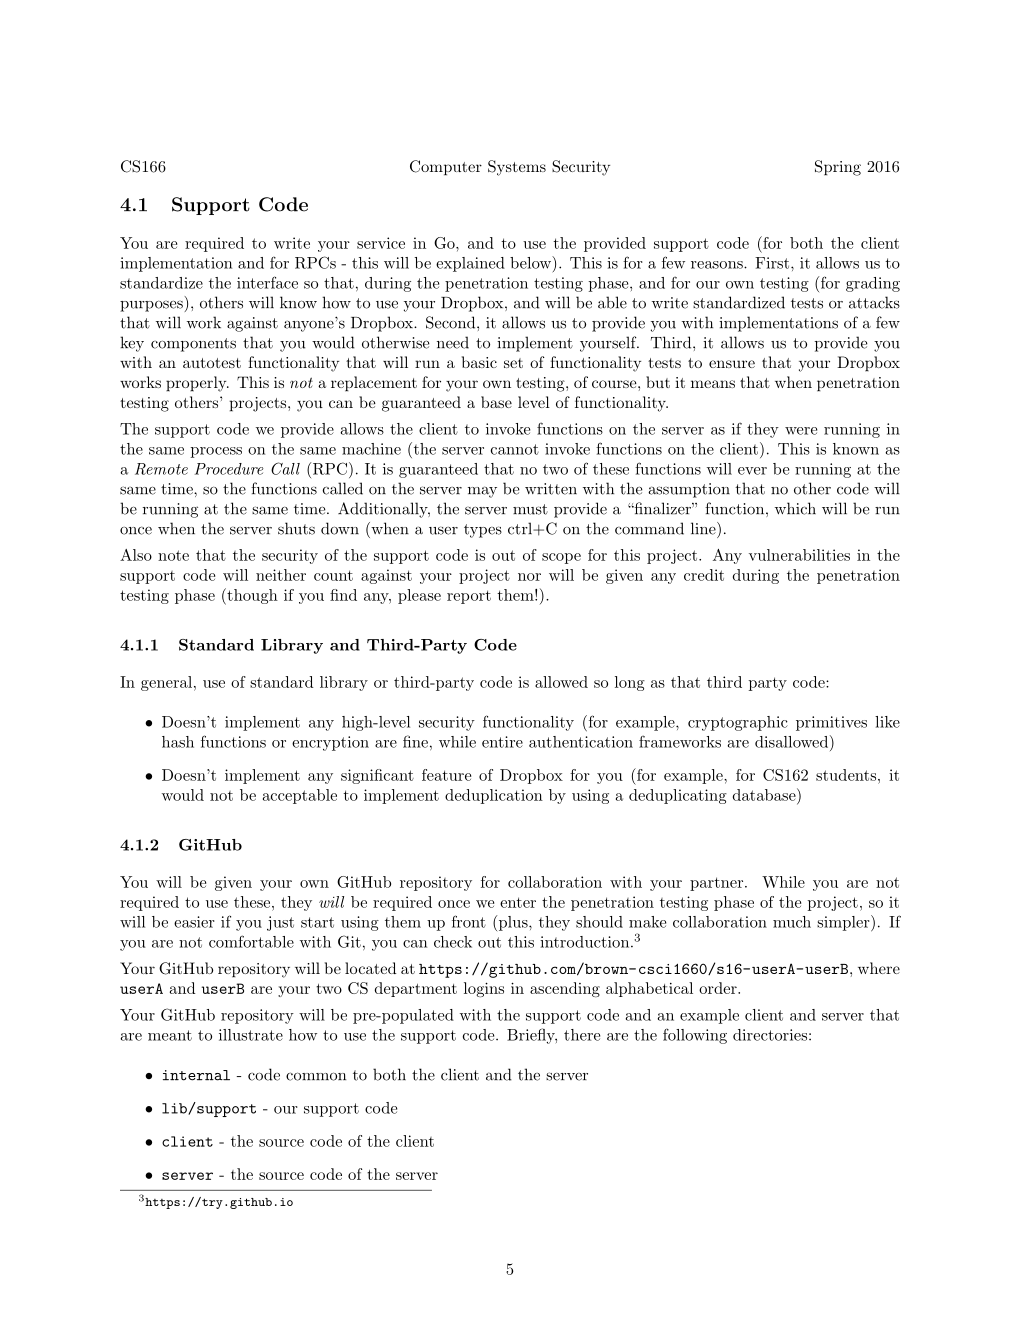 CS166 Computer Systems Security Spring 2016
4.1 Support Code
You are required to write your service in Go, and to use the provided support code (for both the client
implementation and for RPCs - this will be explained below). This is for a few reasons. First, it allows us to
standardize the interface so that, during the penetration testing phase, and for our own testing (for grading
purposes), others will know how to use your Dropbox, and will be able to write standardized tests or attacks
that will work against anyone's Dropbox. Second, it allows us to provide you with implementations of a few
key components that you would otherwise need to implement yourself. Third, it allows us to provide you
with an autotest functionality that will run a basic set of functionality tests to ensure that your Dropbox
works properly. This is not a replacement for your own testing, of course, but it means that when penetration
testing others' projects, you can be guaranteed a base level of functionality.
The support code we provide allows the client to invoke functions on the server as if they were running in
the same process on the same machine (the server cannot invoke functions on the client). This is known as
a Remote Procedure Call (RPC). It is guaranteed that no two of these functions will ever be running at the
same time, so the functions called on the server may be written with the assumption that no other code will
be running at the same time. Additionally, the server must provide a “finalizer” function, which will be run
once when the server shuts down (when a user types ctrl+C on the command line).
Also note that the security of the support code is out of scope for this project. Any vulnerabilities in the
support code will neither count against your project nor will be given any credit during the penetration
testing phase (though if you find any, please report them!).
4.1.1 Standard Library and Third-Party Code
In general, use of standard library or third-party code is allowed so long as that third party code:
• Doesn't implement any high-level security functionality (for example, cryptographic primitives like
hash functions or encryption are fine, while entire authentication frameworks are disallowed)
• Doesn't implement any significant feature of Dropbox for you (for example, for CS162 students, it
would not be acceptable to implement deduplication by using a deduplicating database)
4.1.2 GitHub
You will be given your own GitHub repository for collaboration with your partner. While you are not
required to use these, they will be required once we enter the penetration testing phase of the project, so it
will be easier if you just start using them up front (plus, they should make collaboration much simpler). If
you are not comfortable with Git, you can check out this introduction.3
Your GitHub repository will be located at https://github.com/brown-csci1660/s16-userA-userB, where
userA and userB are your two CS department logins in ascending alphabetical order.
Your GitHub repository will be pre-populated with the support code and an example client and server that
are meant to illustrate how to use the support code. Briefly, there are the following directories:
• internal - code common to both the client and the server
• lib/support - our support code
• client - the source code of the client
• server - the source code of the server
3https://try.github.io
5